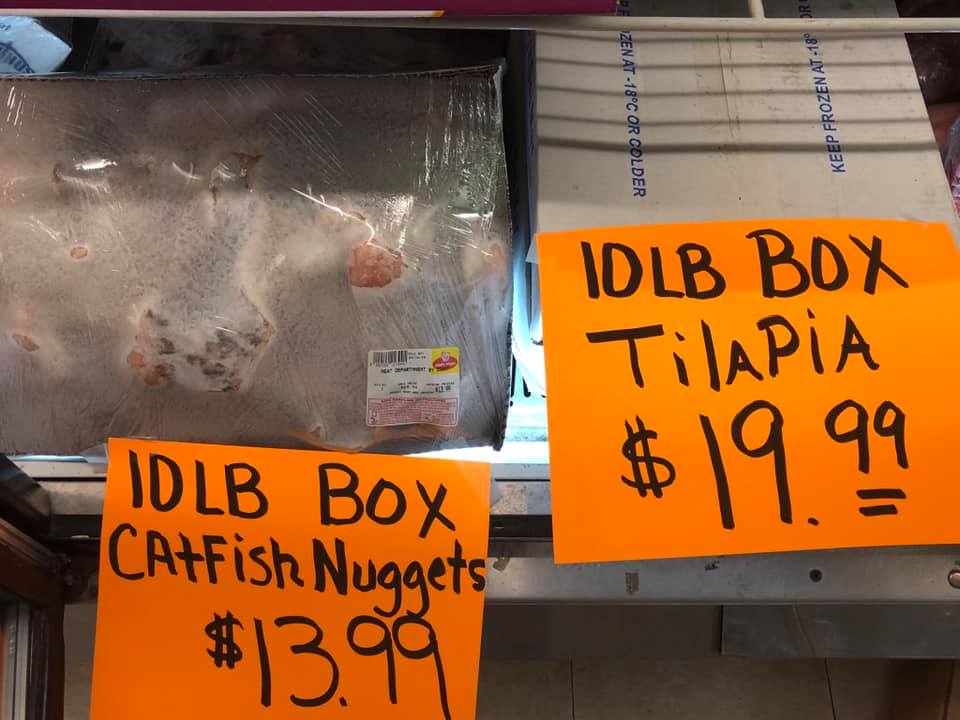 ZEN AT -18°C OR COLDER
KEEP FROZEN AT -18°
10LB BOX
TilAPiA
$19.99
MEAT DEPARTMENT
10LB BOX
CAtFish Nuggets
$13.99